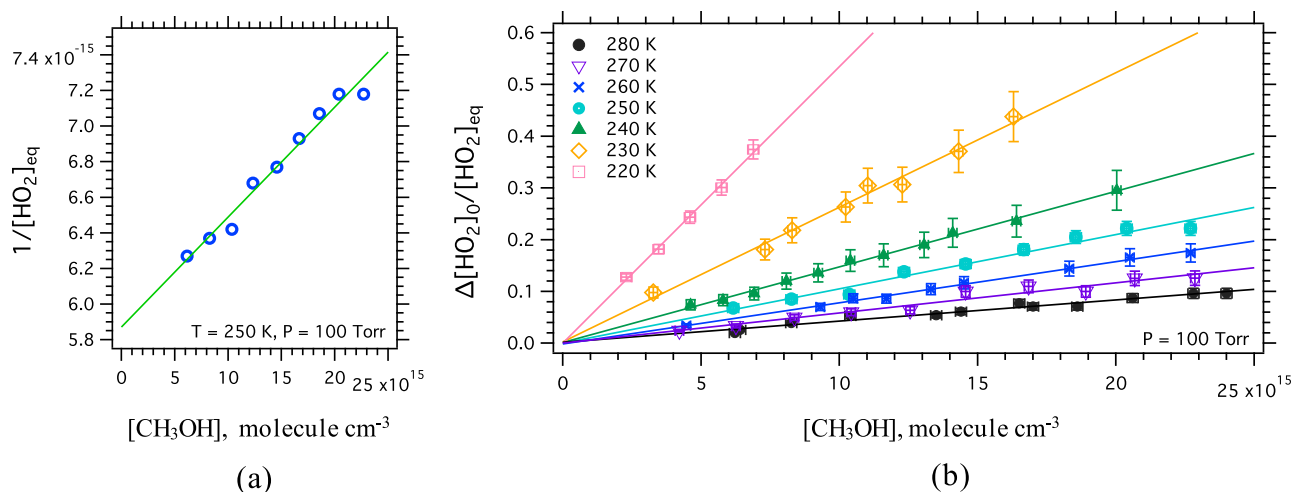 7.4 x10⁻¹⁵
7.2
7.0
6.8
6.6
6.4
6.2
6.0
5.8
1/[HO₂]eq
T = 250 K, P = 100 Torr
0
5
10
15
20
25 x10¹⁵
[CH₃OH], molecule cm⁻³
(a)
0.6
0.5
0.4
0.3
0.2
0.1
0.0
Δ[HO₂]₀/[HO₂]eq
280 K
270 K
260 K
250 K
240 K
230 K
220 K
P = 100 Torr
0
5
10
15
20
25 x10¹⁵
[CH₃OH], molecule cm⁻³
(b)